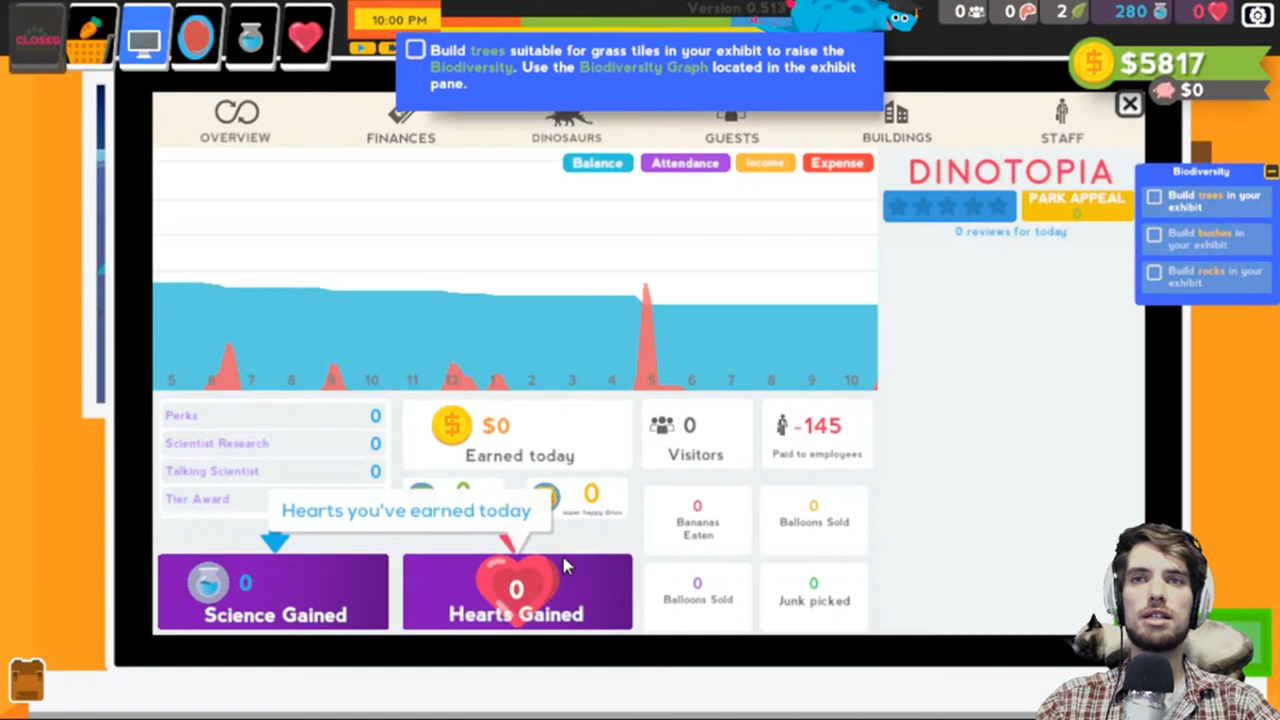 Version 0.513
CLOSED
10:00 PM
0
0
2
280
0
Build trees suitable for grass tiles in your exhibit to raise the
Biodiversity. Use the Biodiversity Graph located in the exhibit
pane.
$5817
$0
OVERVIEW
FINANCES
DINOSAURS
GUESTS
BUILDINGS
STAFF
Balance
Attendance
Income
Expense
DINOTOPIA
PARK APPEAL
0
0 reviews for today
Biodiversity
Build trees in your
exhibit
Build bushes in
your exhibit
Build rocks in your
exhibit
5 6 7 8 9 10 11 12 1 2 3 4 5 6 7 8 9 10
Perks 0
Scientist Research 0
Talking Scientist 0
Tier Award
$0
Earned today
0
super happy dinos
0
Visitors
-145
Paid to employees
0
Bananas
Eaten
0
Balloons Sold
0
Balloons Sold
0
Junk picked
Hearts you've earned today
0
Science Gained
0
Hearts Gained